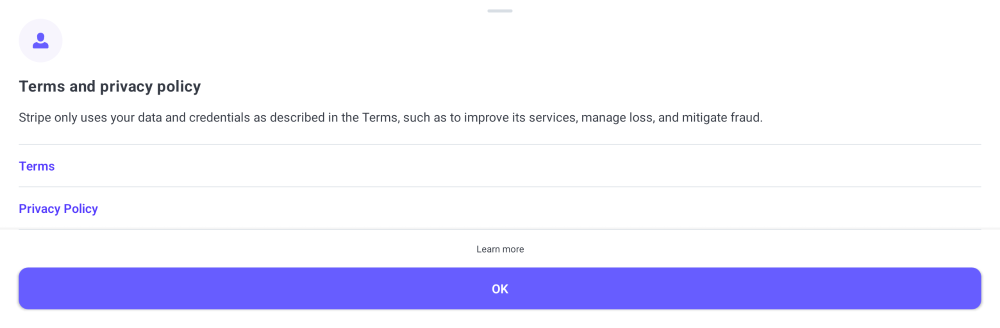 Terms and privacy policy
Stripe only uses your data and credentials as described in the Terms, such as to improve its services, manage loss, and mitigate fraud.
Terms
Privacy Policy
Learn more
OK